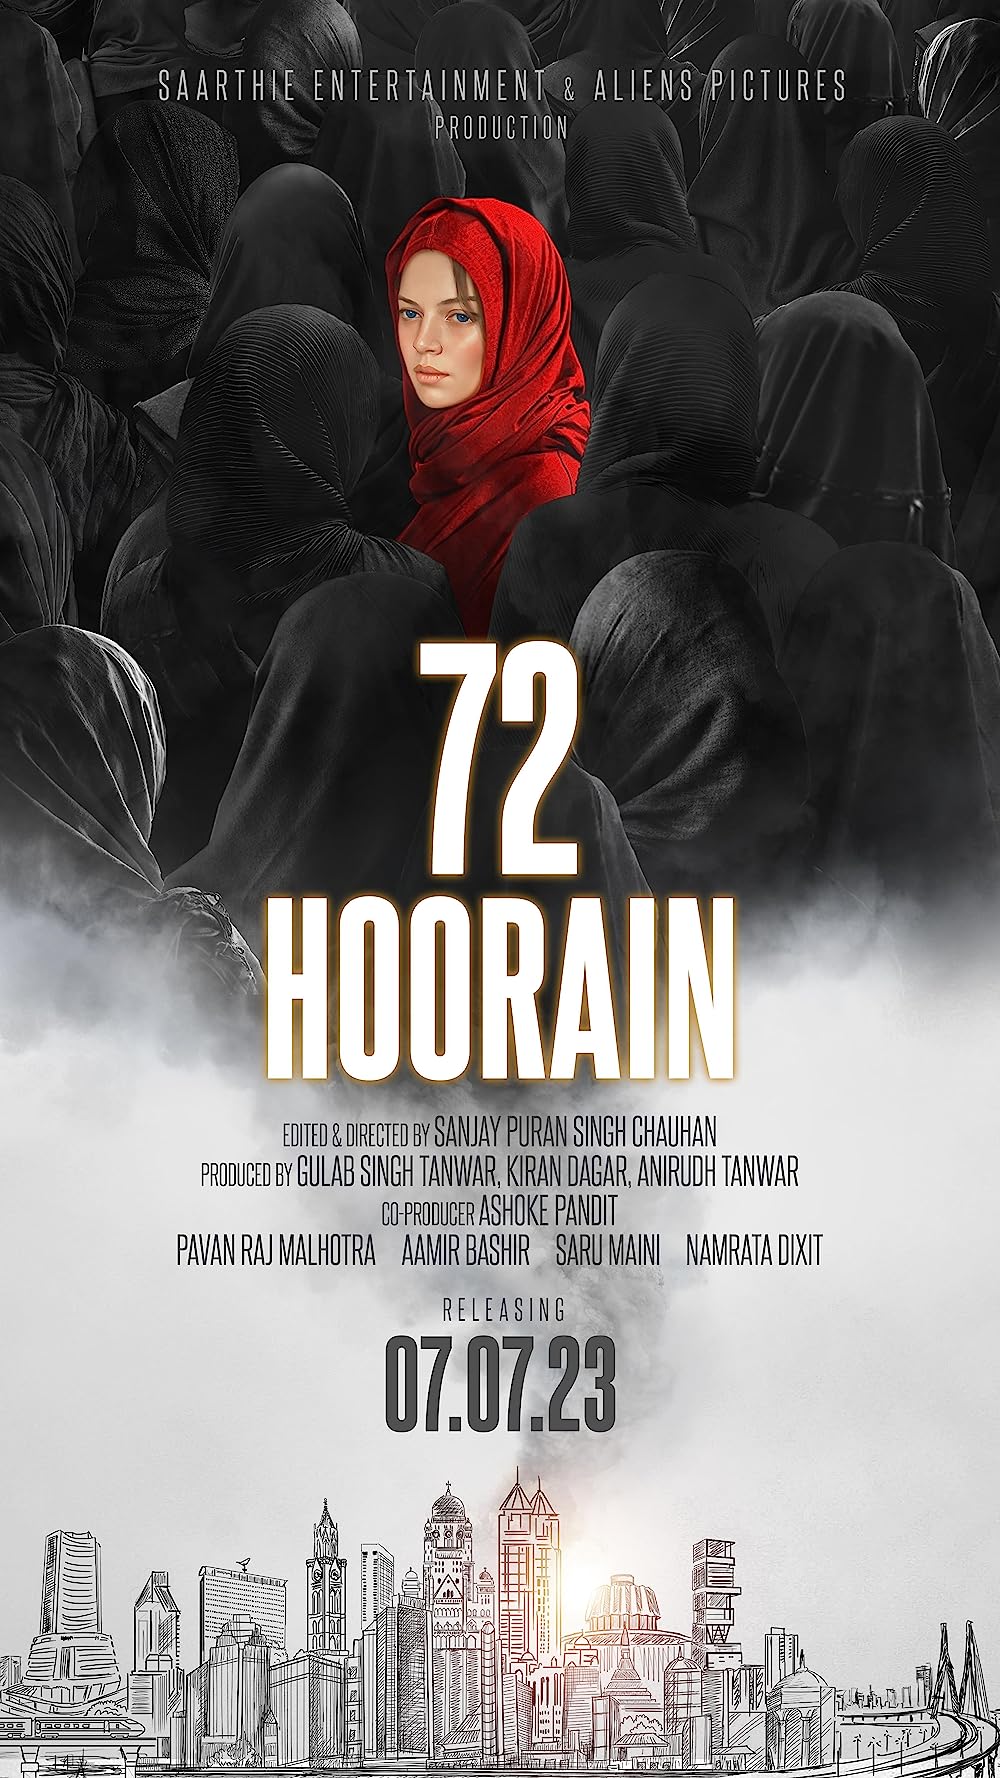 SAARTHIE ENTERTAINMENT & ALIENS PICTURES
PRODUCTION
72
HOORAIN
EDITED & DIRECTED BY SANJAY PURAN SINGH CHAUHAN
PRODUCED BY GULAB SINGH TANWAR, KIRAN DAGAR, ANIRUDH TANWAR
CO-PRODUCER ASHOKE PANDIT
PAVAN RAJ MALHOTRA AAMIR BASHIR SARU MAINI NAMRATA DIXIT
RELEASING
07.07.23